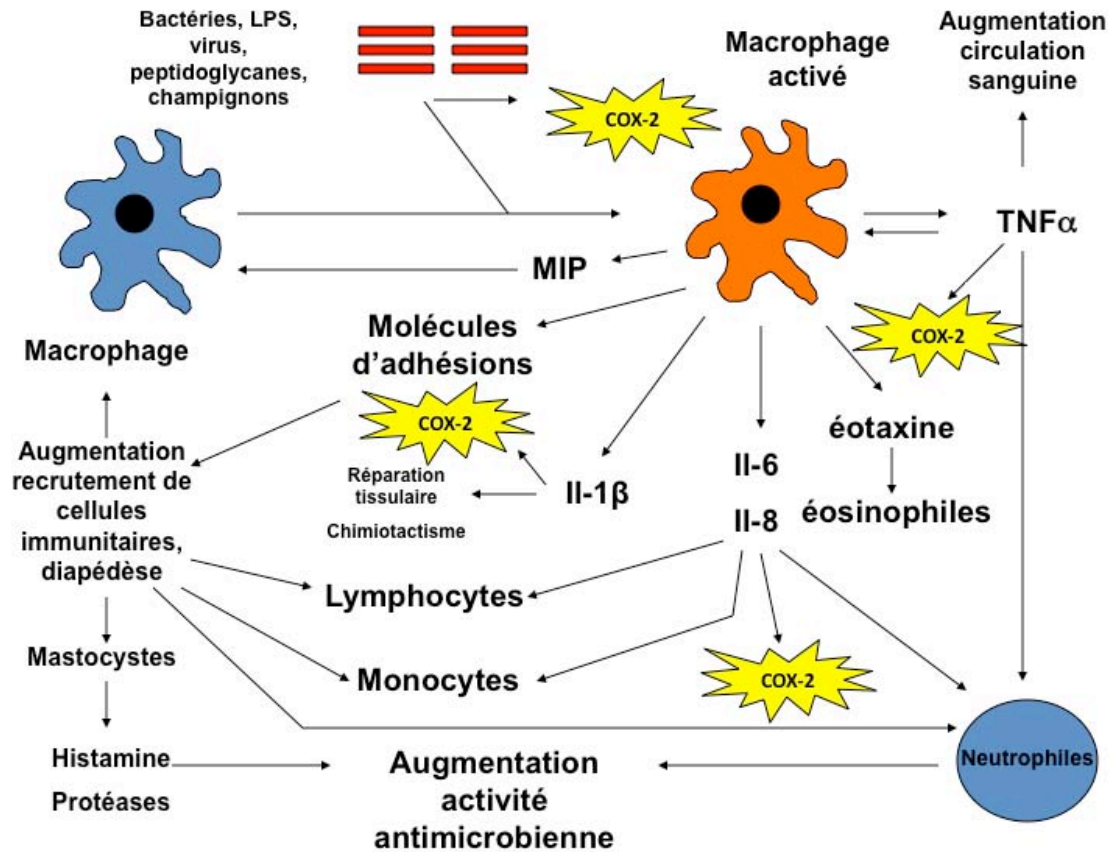 Bactéries, LPS,
virus,
peptidoglycanes,
champignons
COX-2
Macrophage
activé
Augmentation
circulation
sanguine
TNFα
MIP
COX-2
Macrophage
Molécules
d'adhésions
COX-2
Augmentation
recrutement de
cellules
immunitaires,
diapédèse
Réparation
tissulaire
Chimiotactisme
Il-1β
Il-6
Il-8
éotaxine
éosinophiles
Lymphocytes
Mastocystes
Monocytes
COX-2
Histamine
Protéases
Augmentation
activité
antimicrobienne
Neutrophiles